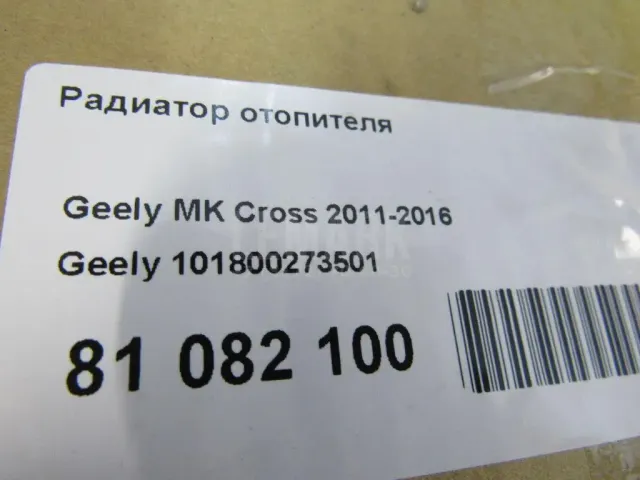 Радиатор отопителя
Geely MK Cross 2011-2016
Geely 101800273501
81 082 100